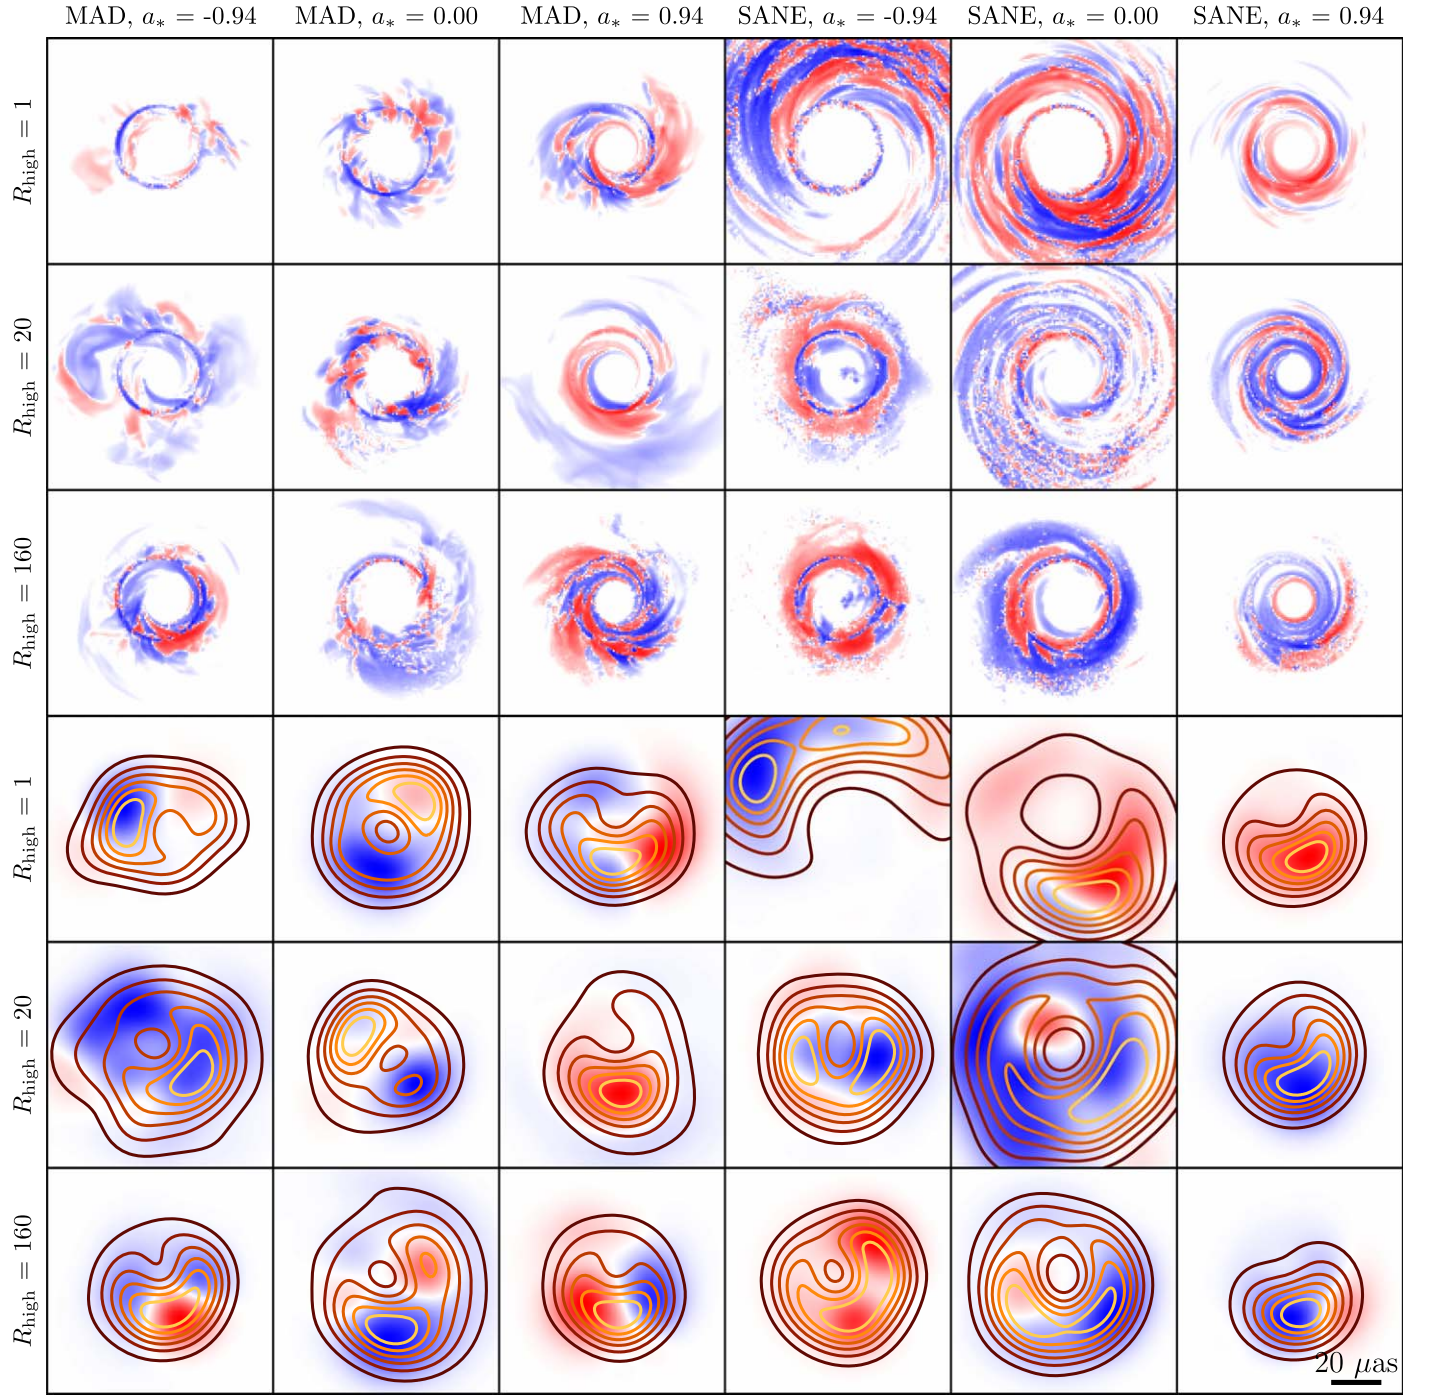 MAD, a* = -0.94 MAD, a* = 0.00 MAD, a* = 0.94 SANE, a* = -0.94 SANE, a* = 0.00 SANE, a* = 0.94
Rhigh = 1
Rhigh = 20
Rhigh = 160
Rhigh = 1
Rhigh = 20
Rhigh = 160
20 μas